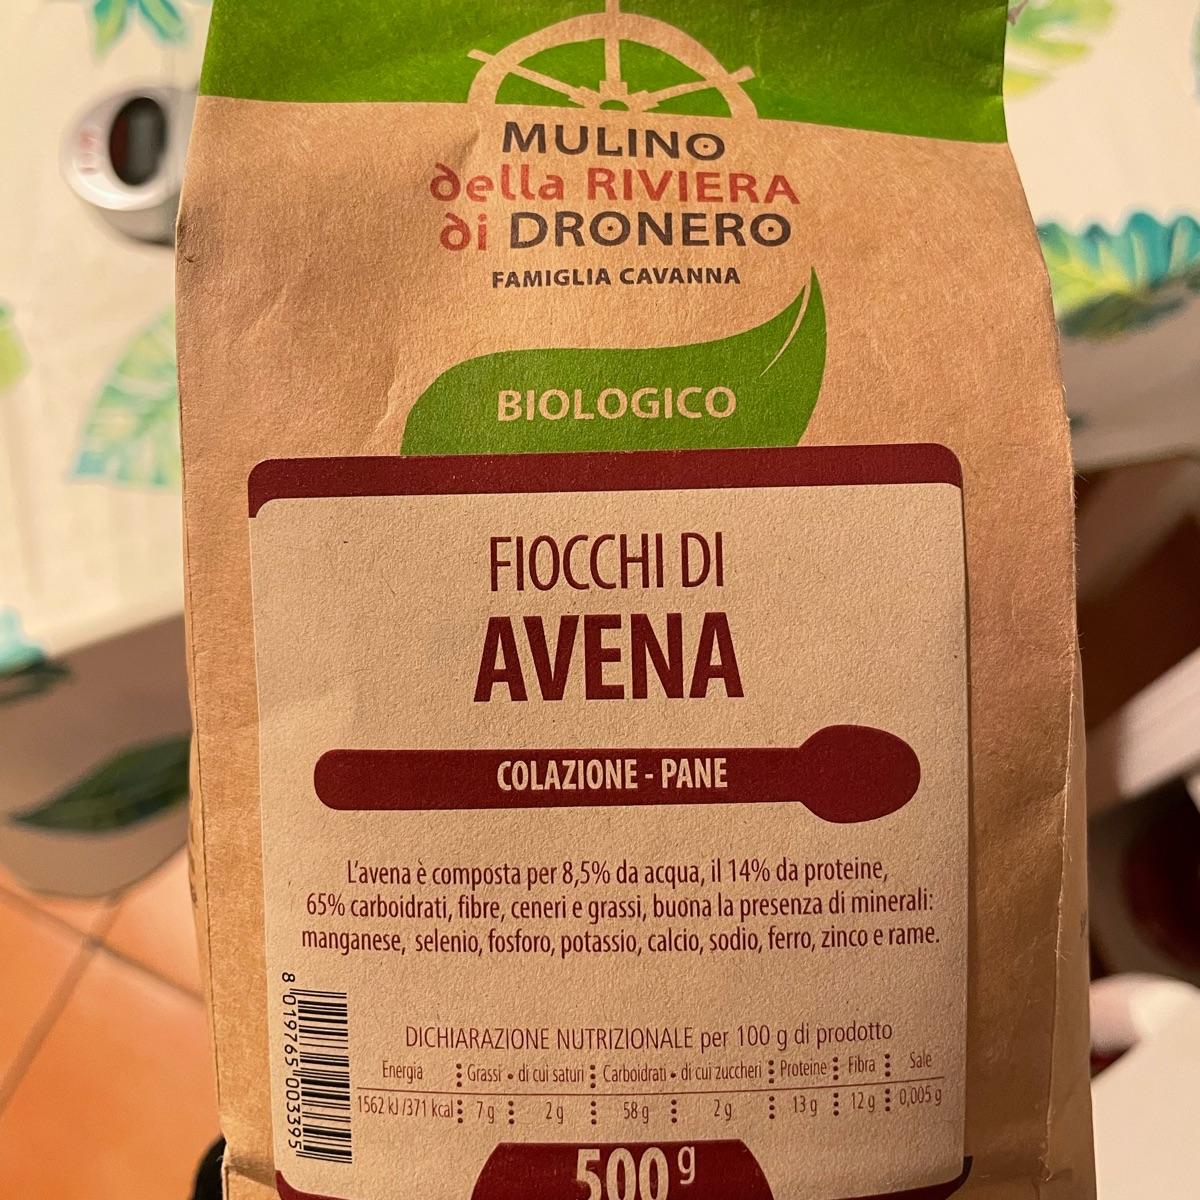 MULINO
della RIVIERA
di DRONERO
FAMIGLIA CAVANNA
BIOLOGICO
FIOCCHI DI
AVENA
COLAZIONE - PANE
L'avena è composta per 8,5% da acqua, il 14% da proteine,
65% carboidrati, fibre, ceneri e grassi, buona la presenza di minerali:
manganese, selenio, fosforo, potassio, calcio, sodio, ferro, zinco e rame.
DICHIARAZIONE NUTRIZIONALE per 100 g di prodotto
Energia Grassi • di cui saturi Carboidrati • di cui zuccheri Proteine Fibra Sale
1562 kJ /371 kcal 7 g 2 g 58 g 2 g 13 g 12 g 0,005 g
8 019765 003395
500 g